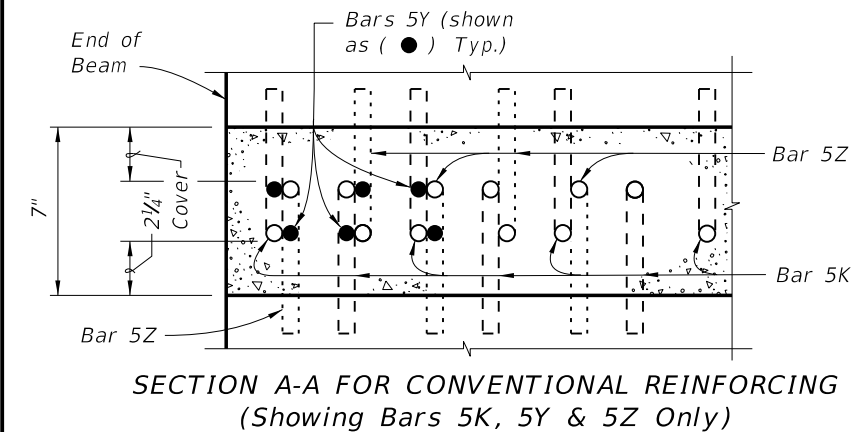 Bars 5Y (shown
as ( ● ) Typ.)
End of
Beam
Bar 5Z
7"
2¼"
Cover
Bar 5K
Bar 5Z
SECTION A-A FOR CONVENTIONAL REINFORCING
(Showing Bars 5K, 5Y & 5Z Only)